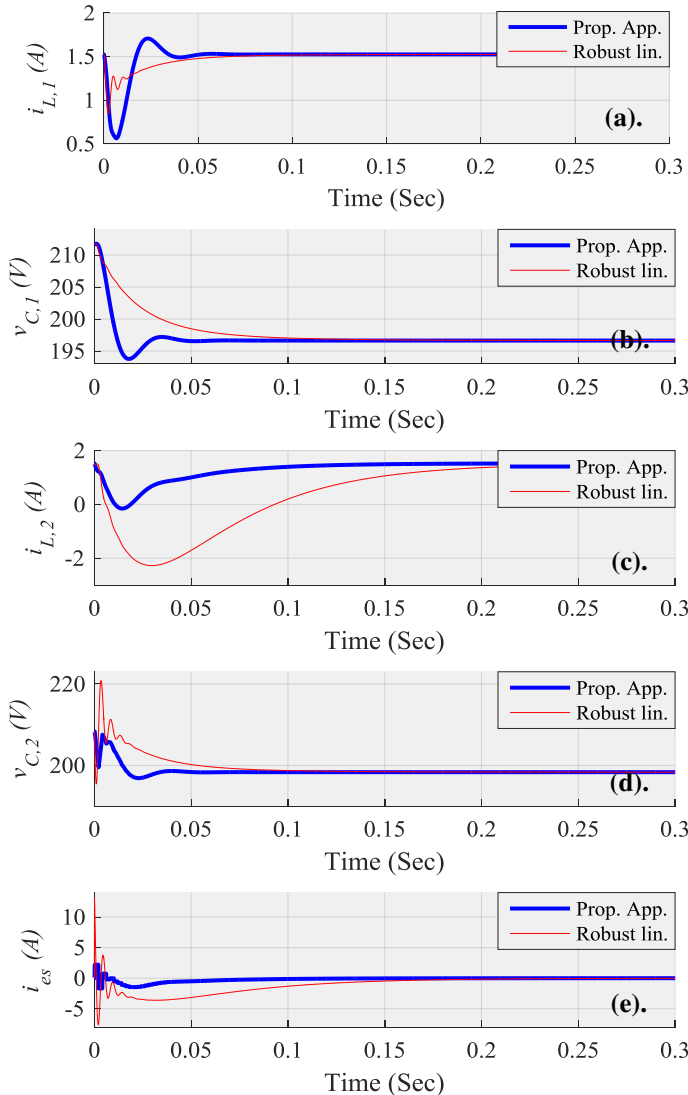 1.5
1
0.5
i_{L,1} (A)
Prop. App.
Robust lin.
(a).
0 0.05 0.1 0.15 0.2 0.25 0.3
Time (Sec)
210
205
200
195
v_{C,1} (V)
Prop. App.
Robust lin.
(b).
0 0.05 0.1 0.15 0.2 0.25 0.3
Time (Sec)
2
0
-2
i_{L,2} (A)
Prop. App.
Robust lin.
(c).
0 0.05 0.1 0.15 0.2 0.25 0.3
Time (Sec)
220
200
v_{C,2} (V)
Prop. App.
Robust lin.
(d).
0 0.05 0.1 0.15 0.2 0.25 0.3
Time (Sec)
10
5
0
-5
i_{es} (A)
Prop. App.
Robust lin.
(e).
0 0.05 0.1 0.15 0.2 0.25 0.3
Time (Sec)